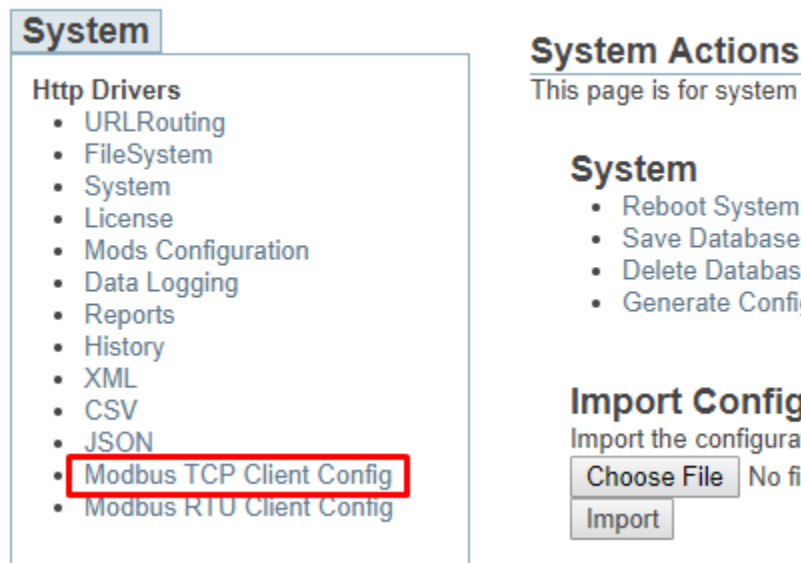 System
Http Drivers
URLRouting
FileSystem
System
License
Mods Configuration
Data Logging
Reports
History
XML
CSV
JSON
Modbus TCP Client Config
Modbus RTU Client Config
System Actions
This page is for system
System
Reboot System
Save Database
Delete Databas
Generate Config
Import Config
Import the configura
Choose File No fi
Import